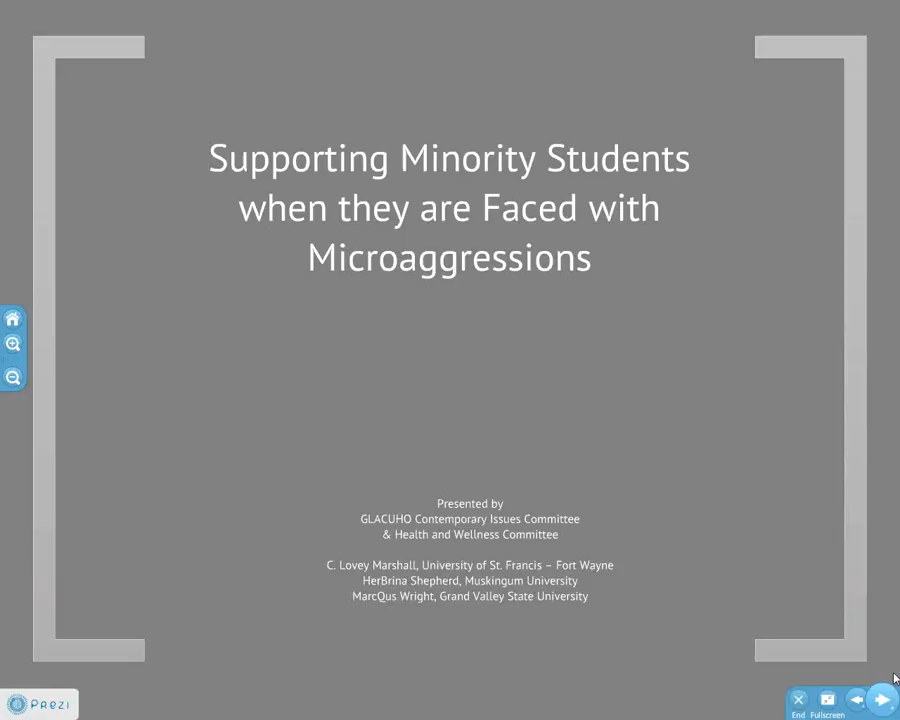 Supporting Minority Students
when they are Faced with
Microaggressions
Presented by
GLACUHO Contemporary Issues Committee
& Health and Wellness Committee
C. Lovey Marshall, University of St. Francis – Fort Wayne
HerBrina Shepherd, Muskingum University
MarcQus Wright, Grand Valley State University
Prezi
End Fullscreen